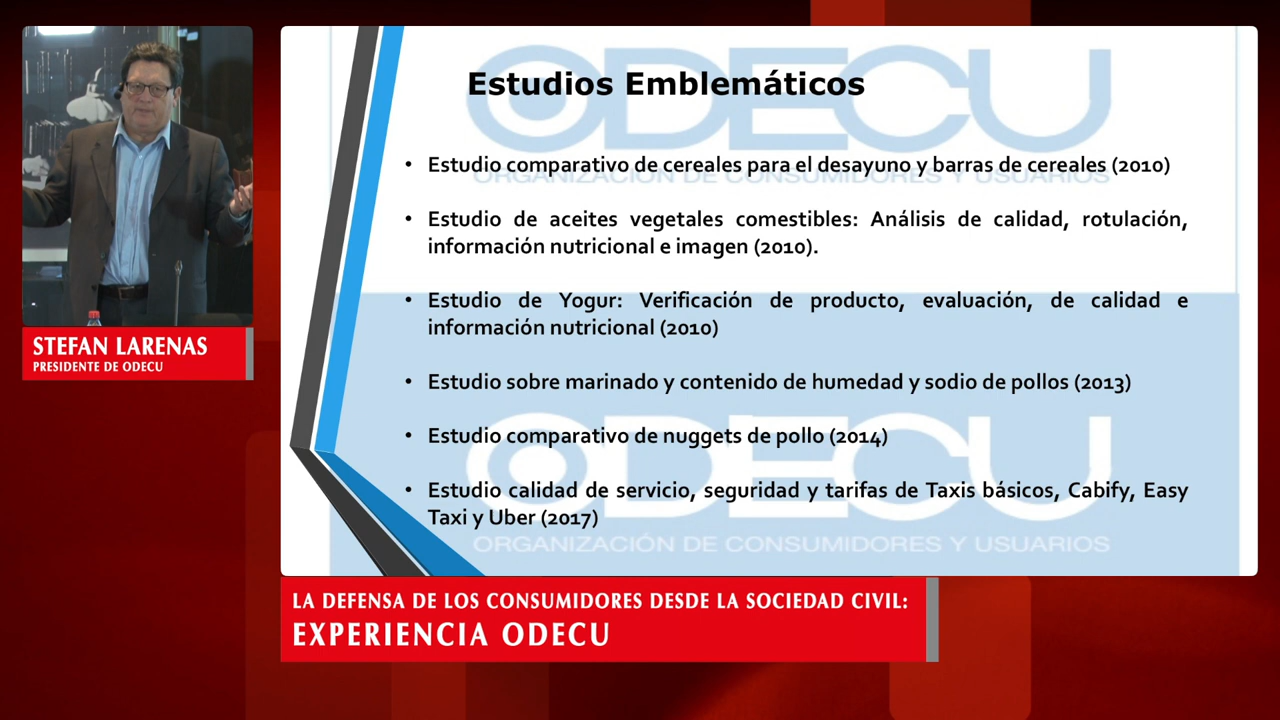 STEFAN LARENAS
PRESIDENTE DE ODECU
ODECU
ORGANIZACIÓN DE CONSUMIDORES Y USUARIOS
Estudios Emblemáticos
• Estudio comparativo de cereales para el desayuno y barras de cereales (2010)
• Estudio de aceites vegetales comestibles: Análisis de calidad, rotulación,
información nutricional e imagen (2010).
• Estudio de Yogur: Verificación de producto, evaluación, de calidad e
información nutricional (2010)
• Estudio sobre marinado y contenido de humedad y sodio de pollos (2013)
• Estudio comparativo de nuggets de pollo (2014)
• Estudio calidad de servicio, seguridad y tarifas de Taxis básicos, Cabify, Easy
Taxi y Uber (2017)
ODECU
ORGANIZACIÓN DE CONSUMIDORES Y USUARIOS
LA DEFENSA DE LOS CONSUMIDORES DESDE LA SOCIEDAD CIVIL:
EXPERIENCIA ODECU